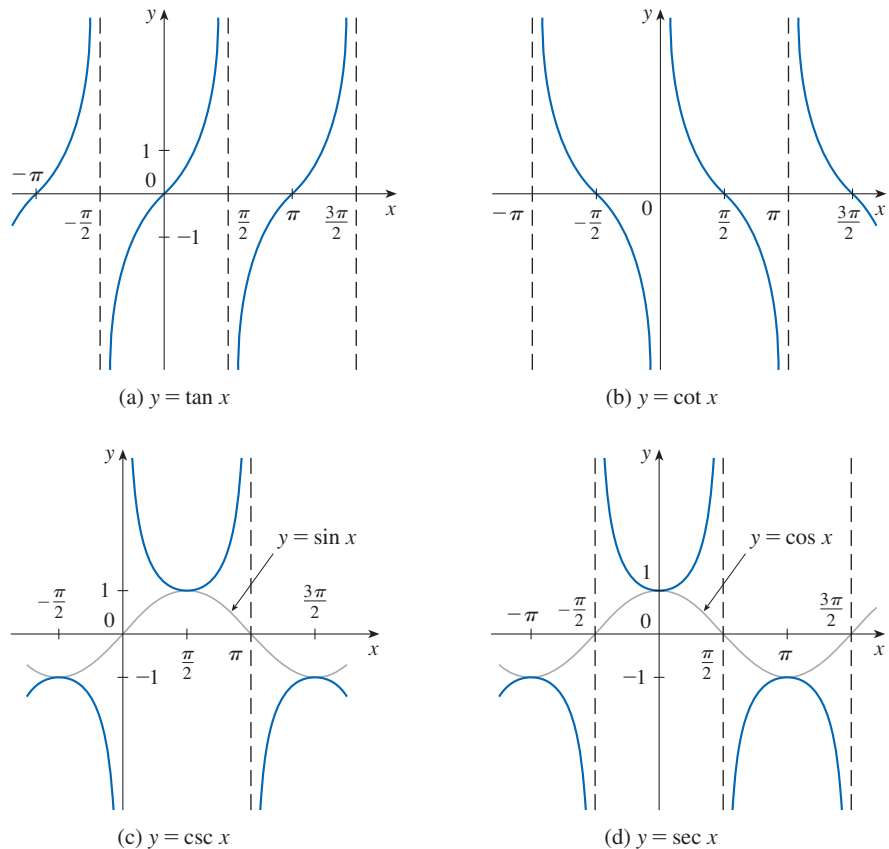 y
1
−π
0
−π/2
π/2
π
3π/2
x
−1
(a) y = tan x
y
0
−π
−π/2
π/2
π
3π/2
x
(b) y = cot x
y
y = sin x
−π/2
1
0
3π/2
π/2
π
x
−1
(c) y = csc x
y
y = cos x
1
−π
−π/2
0
3π/2
π/2
π
x
−1
(d) y = sec x